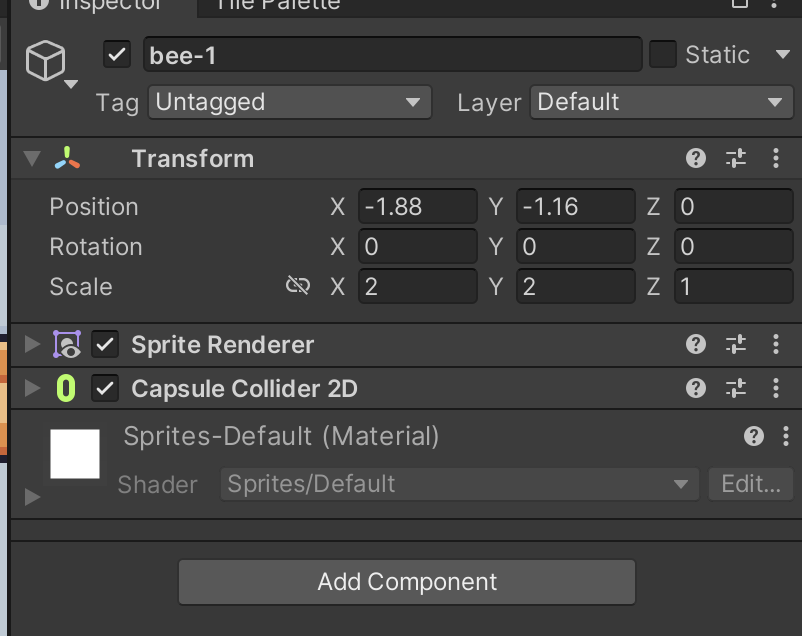 Inspector Tile Palette
bee-1 Static
Tag Untagged Layer Default
Transform
Position X -1.88 Y -1.16 Z 0
Rotation X 0 Y 0 Z 0
Scale X 2 Y 2 Z 1
Sprite Renderer
Capsule Collider 2D
Sprites-Default (Material)
Shader Sprites/Default Edit...
Add Component